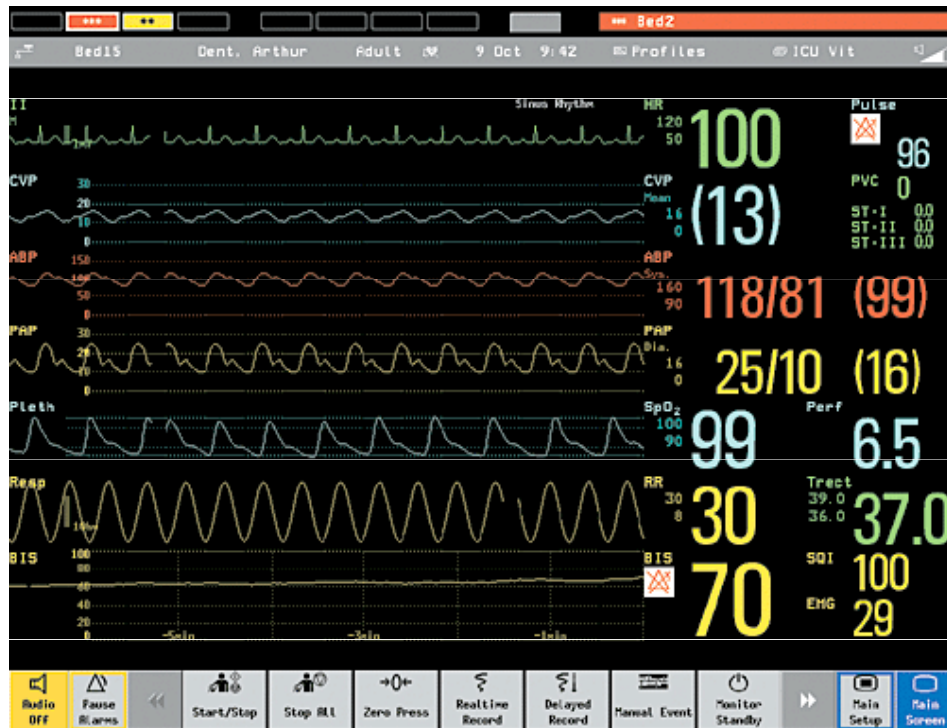 *** ** *** Bed2
Bed15 Dent, Arthur Adult 9 Oct 9:42 Profiles ICU Vit
II Sinus Rhythm HR Pulse
M 120 50 100 96
1mV
CVP 30 20 10 0 CVP Mean 16 0 (13) PVC 0
ST-I 0.0
ST-II 0.0
ST-III 0.0
ABP 150 100 50 0 ABP Sys. 160 90 118/81 (99)
PAP 30 20 10 0 PAP Dia. 16 0 25/10 (16)
Pleth SpO₂ 100 90 99 Perf 6.5
Resp RR 30 8 30 Trect 39.0 36.0 37.0
BIS 100 80 60 40 20 0 BIS 70 SQI 100
EMG 29
-5min -3min -1min
Audio Off
Pause Alarms
Start/Stop
Stop All
Zero Press
Realtime Record
Delayed Record
Manual Event
Monitor Standby
Main Setup
Main Screen